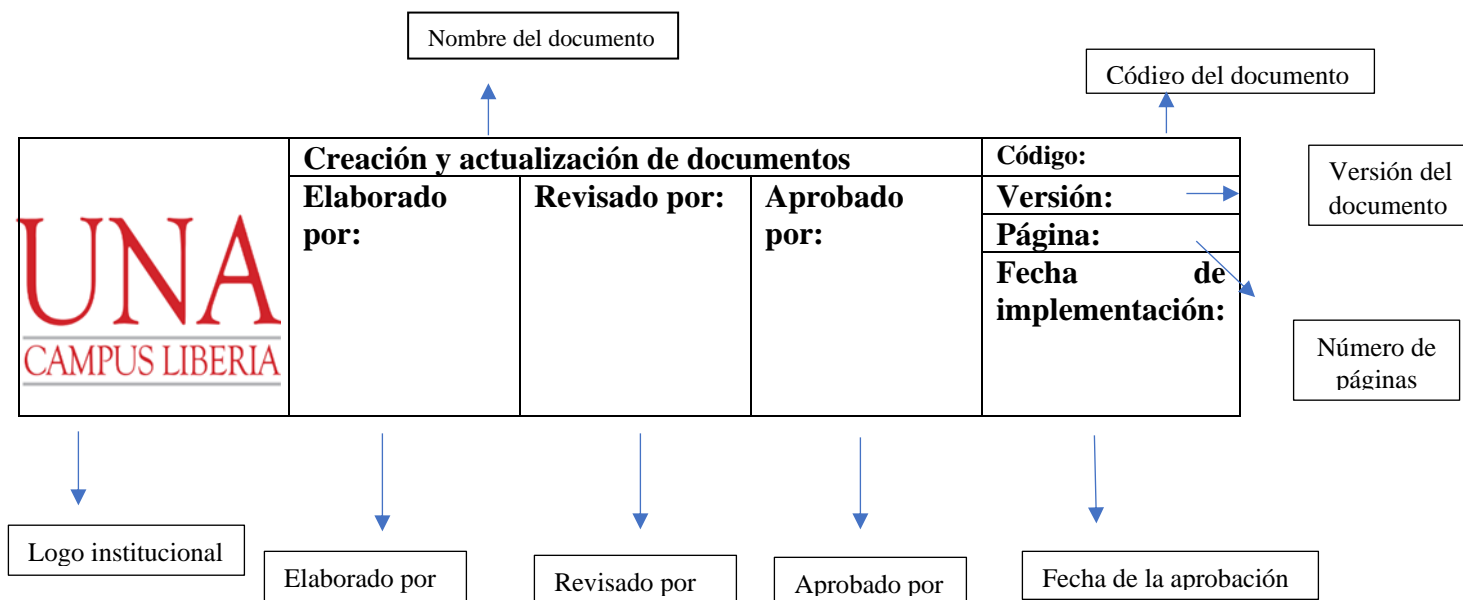 Nombre del documento
Código del documento
Creación y actualización de documentos
Código:
Elaborado
por:
Revisado por:
Aprobado
por:
Versión:
Página:
Fecha de
implementación:
Versión del
documento
UNA
CAMPUS LIBERIA
Número de
páginas
Logo institucional
Elaborado por
Revisado por
Aprobado por
Fecha de la aprobación